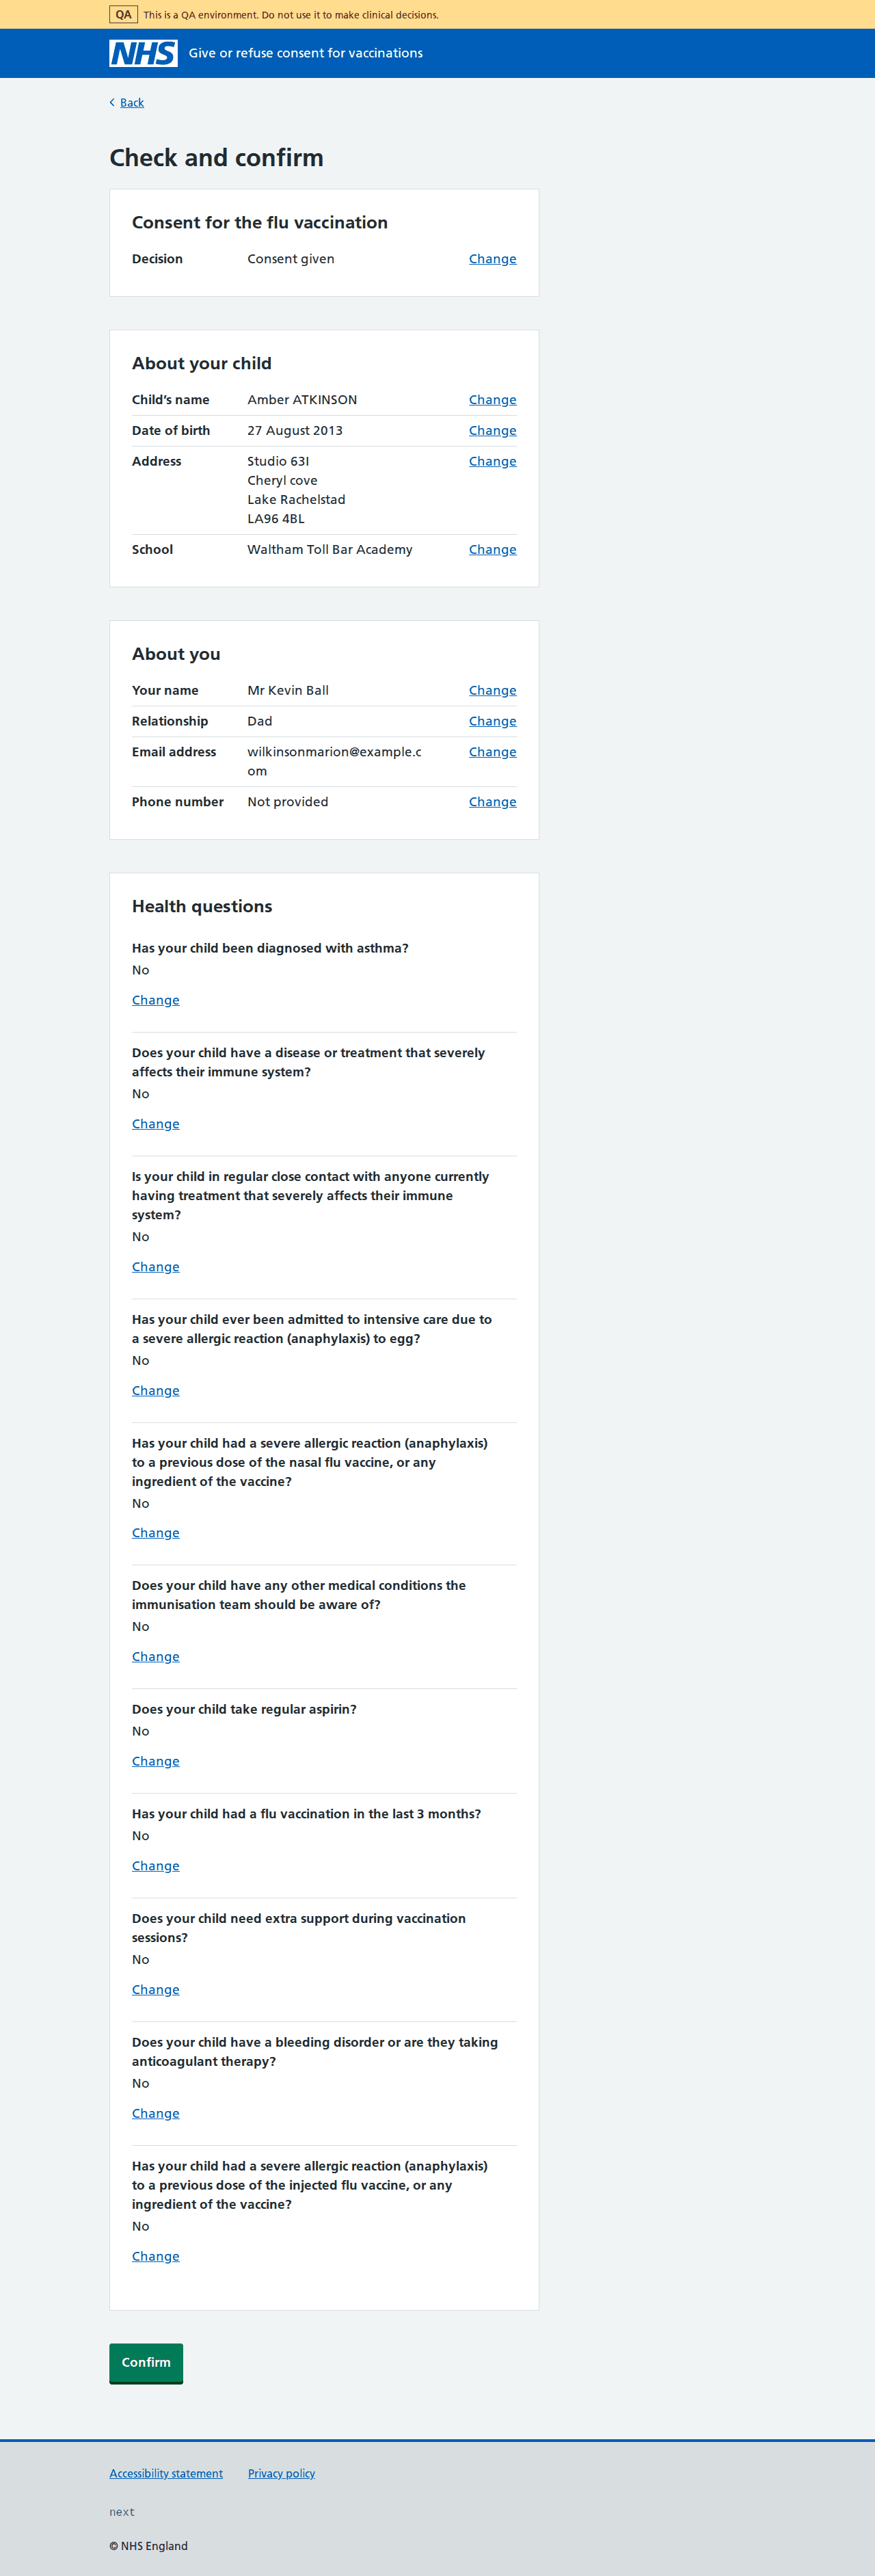 QA This is a QA environment. Do not use it to make clinical decisions.
NHS Give or refuse consent for vaccinations
Back
Check and confirm
Consent for the flu vaccination
Decision Consent given Change
About your child
Child’s name Amber ATKINSON Change
Date of birth 27 August 2013 Change
Address Studio 63I Change
Cheryl cove
Lake Rachelstad
LA96 4BL
School Waltham Toll Bar Academy Change
About you
Your name Mr Kevin Ball Change
Relationship Dad Change
Email address wilkinsonmarion@example.c Change
om
Phone number Not provided Change
Health questions
Has your child been diagnosed with asthma?
No
Change
Does your child have a disease or treatment that severely
affects their immune system?
No
Change
Is your child in regular close contact with anyone currently
having treatment that severely affects their immune
system?
No
Change
Has your child ever been admitted to intensive care due to
a severe allergic reaction (anaphylaxis) to egg?
No
Change
Has your child had a severe allergic reaction (anaphylaxis)
to a previous dose of the nasal flu vaccine, or any
ingredient of the vaccine?
No
Change
Does your child have any other medical conditions the
immunisation team should be aware of?
No
Change
Does your child take regular aspirin?
No
Change
Has your child had a flu vaccination in the last 3 months?
No
Change
Does your child need extra support during vaccination
sessions?
No
Change
Does your child have a bleeding disorder or are they taking
anticoagulant therapy?
No
Change
Has your child had a severe allergic reaction (anaphylaxis)
to a previous dose of the injected flu vaccine, or any
ingredient of the vaccine?
No
Change
Confirm
Accessibility statement Privacy policy
next
© NHS England